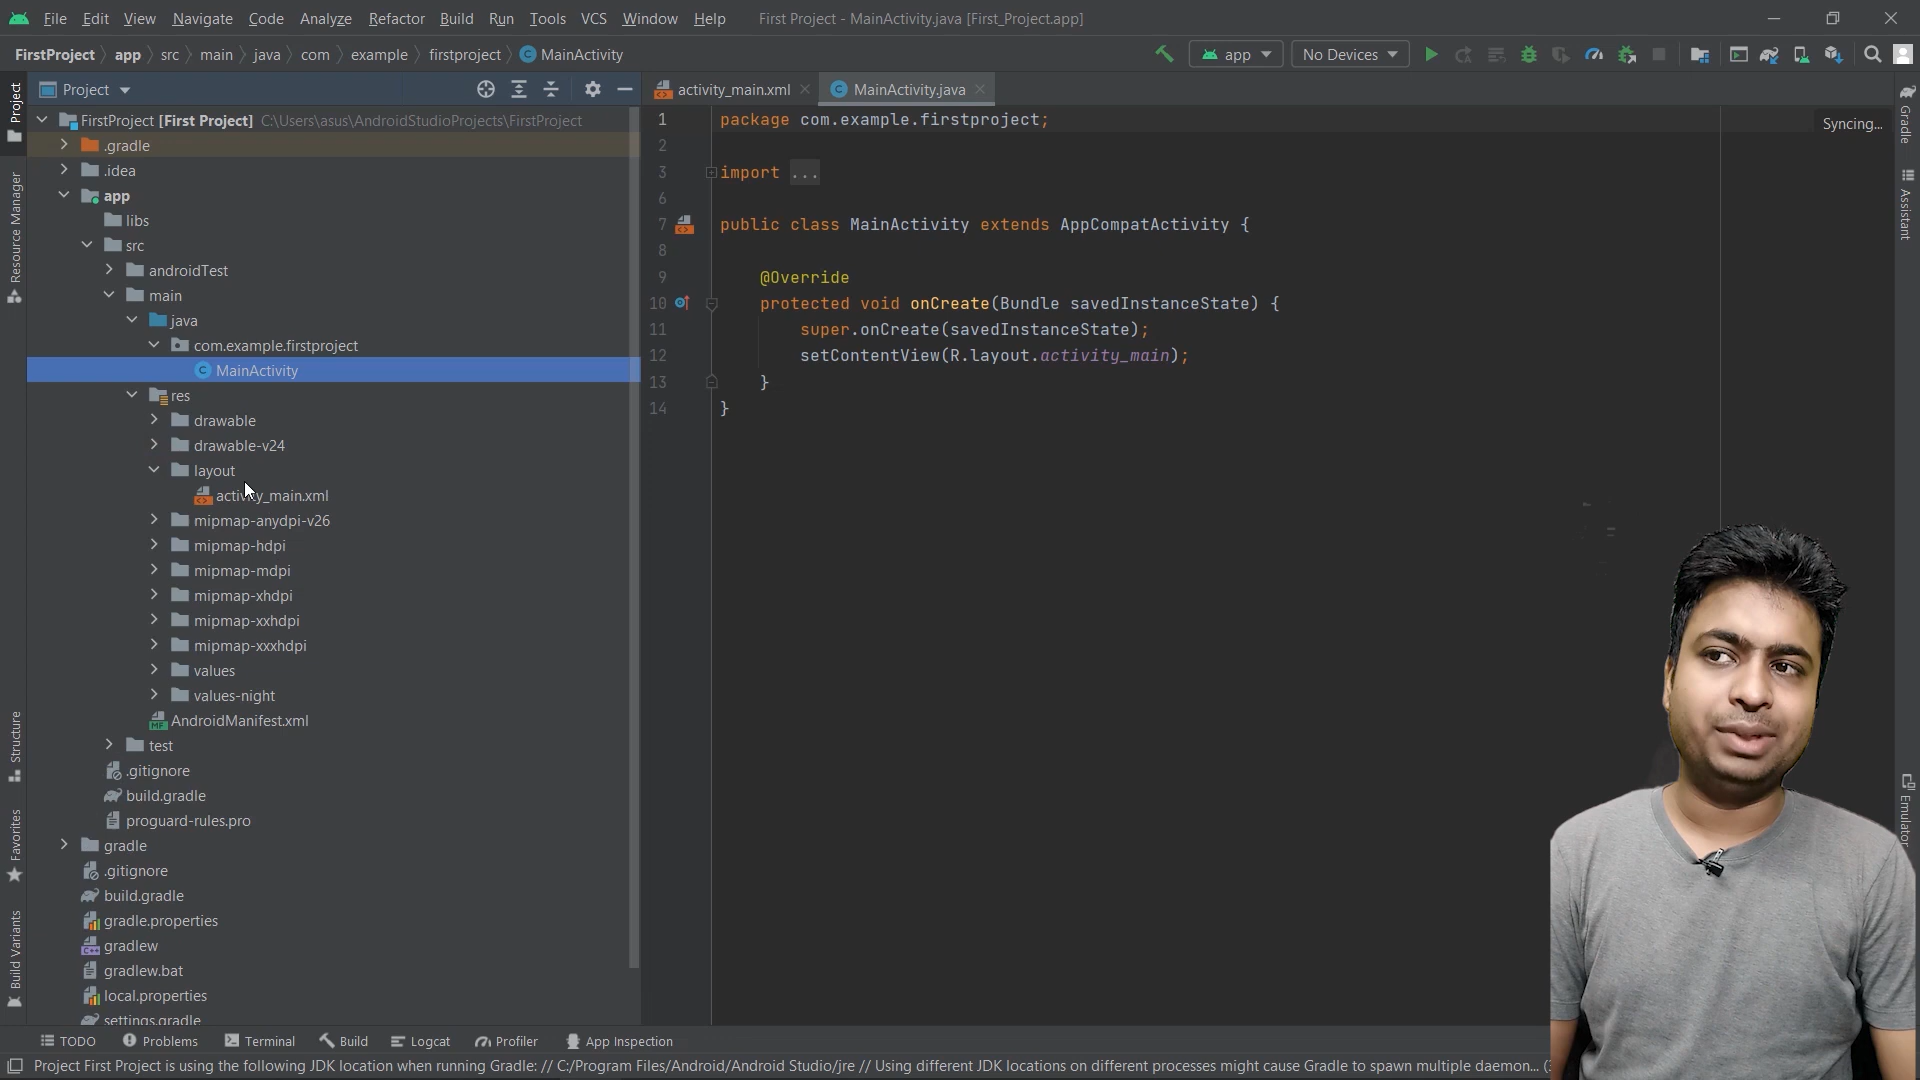 File Edit View Navigate Code Analyze Refactor Build Run Tools VCS Window Help First Project - MainActivity.java [First_Project.app]
FirstProject app src main java com example firstproject MainActivity app No Devices
Project
activity_main.xml MainActivity.java
FirstProject [First Project] C:\Users\asus\AndroidStudioProjects\FirstProject
.gradle
.idea
app
libs
src
androidTest
main
java
com.example.firstproject
MainActivity
res
drawable
drawable-v24
layout
activity_main.xml
mipmap-anydpi-v26
mipmap-hdpi
mipmap-mdpi
mipmap-xhdpi
mipmap-xxhdpi
mipmap-xxxhdpi
values
values-night
AndroidManifest.xml
test
.gitignore
build.gradle
proguard-rules.pro
gradle
.gitignore
build.gradle
gradle.properties
gradlew
gradlew.bat
local.properties
settings.gradle
1 package com.example.firstproject;
2
3 import ...
6
7 public class MainActivity extends AppCompatActivity {
8
9 @Override
10 protected void onCreate(Bundle savedInstanceState) {
11 super.onCreate(savedInstanceState);
12 setContentView(R.layout.activity_main);
13 }
14 }
Syncing...
Project
Resource Manager
Structure
Favorites
Build Variants
Gradle
Assistant
Emulator
TODO Problems Terminal Build Logcat Profiler App Inspection
Project First Project is using the following JDK location when running Gradle: // C:/Program Files/Android/Android Studio/jre // Using different JDK locations on different processes might cause Gradle to spawn multiple daemon...